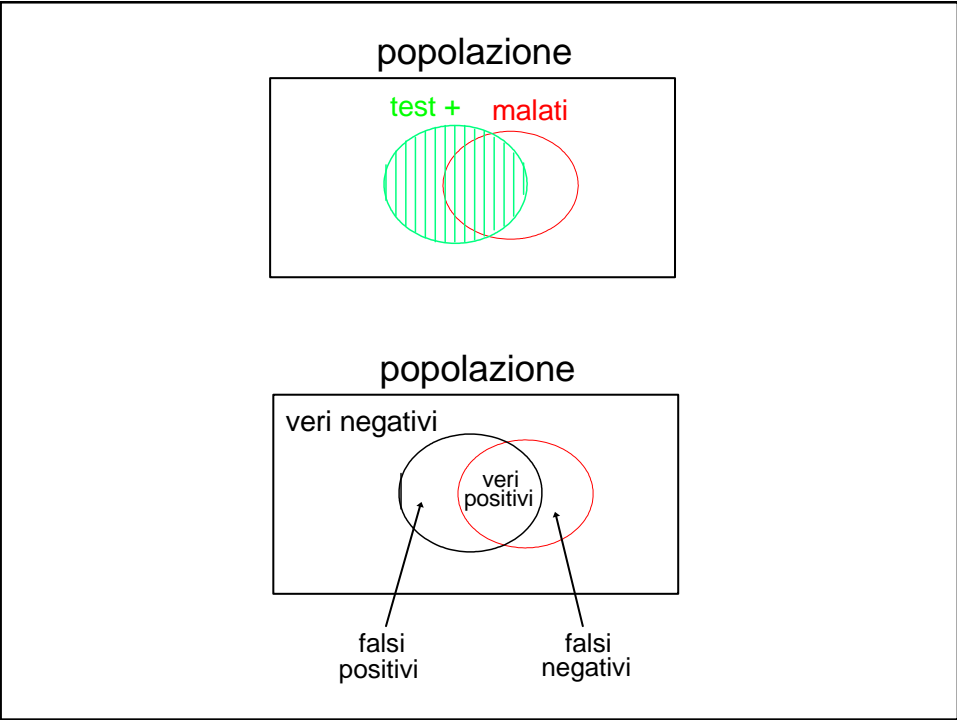 popolazione
test + malati
popolazione
veri negativi
veri
positivi
falsi
positivi
falsi
negativi